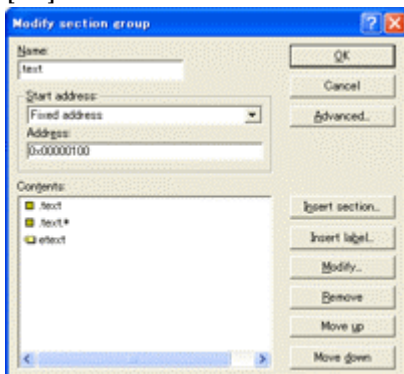 Modify section group
Name:
.text
OK
Cancel
Start address:
Fixed address
Advanced..
Address:
0x00000100
Contents:
.text
.text*
etext
Insert section..
Insert label..
Modify..
Remove
Move up
Move down